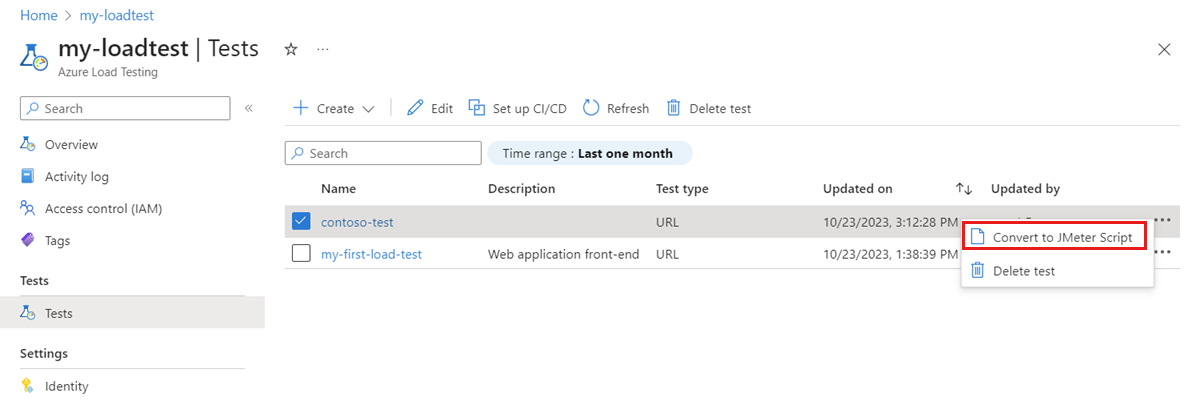 Home > my-loadtest
my-loadtest | Tests
Azure Load Testing
Search
Overview
Activity log
Access control (IAM)
Tags
Tests
Tests
Settings
Identity
Create Edit Set up CI/CD Refresh Delete test
Search Time range : Last one month
Name Description Test type Updated on Updated by
contoso-test URL 10/23/2023, 3:12:28 PM
my-first-load-test Web application front-end URL 10/23/2023, 1:38:39 PM
Convert to JMeter Script
Delete test